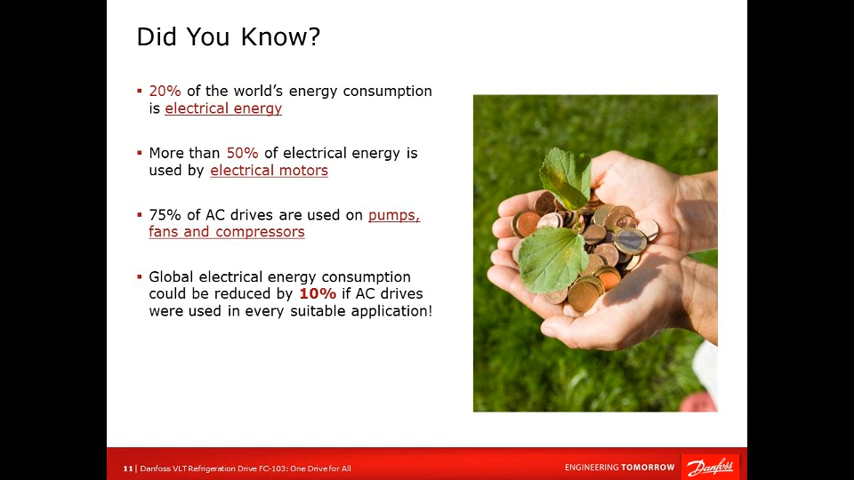 Did You Know?
▪ 20% of the world's energy consumption
is electrical energy
▪ More than 50% of electrical energy is
used by electrical motors
▪ 75% of AC drives are used on pumps,
fans and compressors
▪ Global electrical energy consumption
could be reduced by 10% if AC drives
were used in every suitable application!
11| Danfoss VLT Refrigeration Drive FC-103: One Drive for All
ENGINEERING TOMORROW
Danfoss